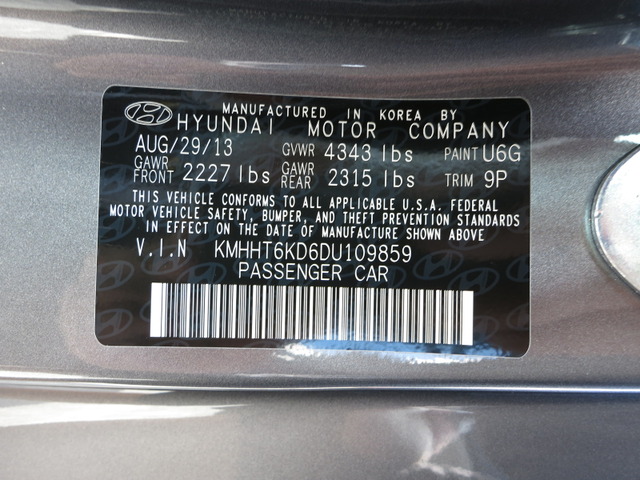 MANUFACTURED IN KOREA BY
HYUNDAI MOTOR COMPANY
AUG/29/13 GVWR 4343 lbs PAINT U6G
GAWR FRONT 2227 lbs GAWR REAR 2315 lbs TRIM 9P
THIS VEHICLE CONFORMS TO ALL APPLICABLE U.S.A. FEDERAL
MOTOR VEHICLE SAFETY, BUMPER, AND THEFT PREVENTION STANDARDS
IN EFFECT ON THE DATE OF MANUFACTURE SHOWN ABOVE
V.I.N KMHHT6KD6DU109859
PASSENGER CAR